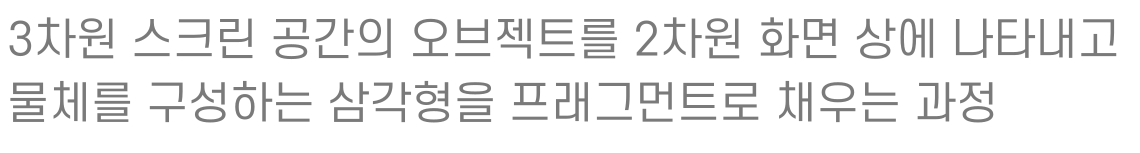 3차원 스크린 공간의 오브젝트를 2차원 화면 상에 나타내고
물체를 구성하는 삼각형을 프래그먼트로 채우는 과정